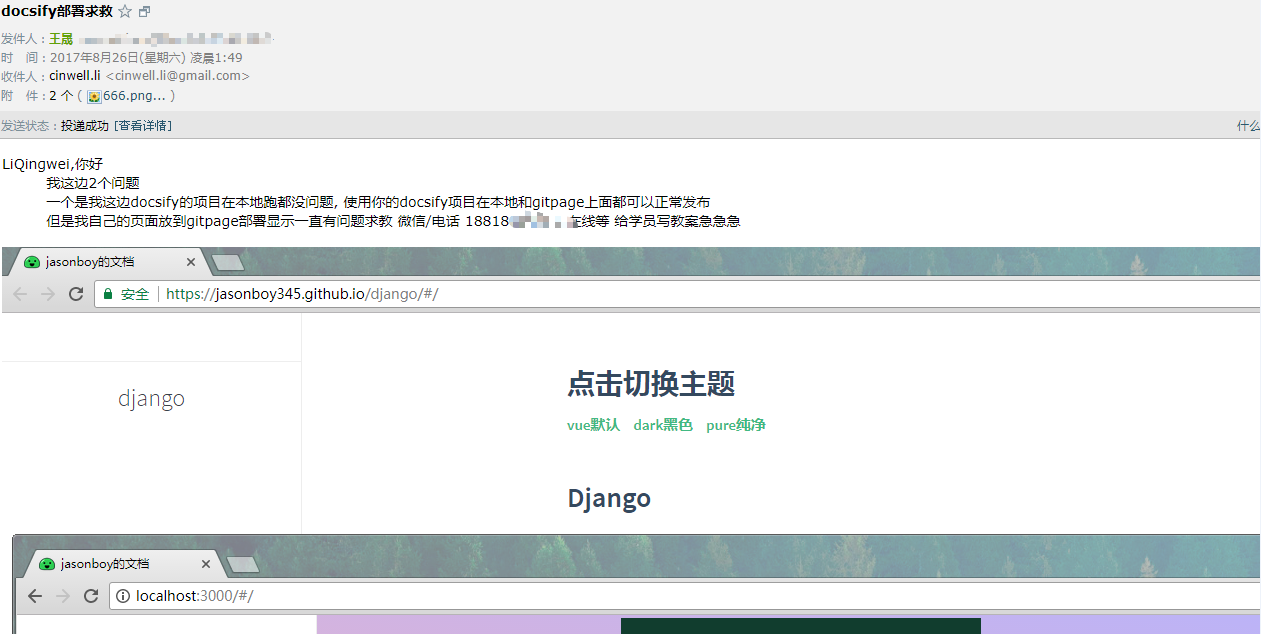 docsify部署求救
发件人：王晟
时 间：2017年8月26日(星期六) 凌晨1:49
收件人：cinwell.li <cinwell.li@gmail.com>
附 件：2 个 ( 666.png... )
发送状态：投递成功 [查看详情]
什么
LiQingwei,你好
我这边2个问题
一个是我这边docsify的项目在本地跑都没问题, 使用你的docsify项目在本地和gitpage上面都可以正常发布
但是我自己的页面放到gitpage部署显示一直有问题求教 微信/电话 18818 在线等 给学员写教案急急急
jasonboy的文档
安全 https://jasonboy345.github.io/django/#/
django
点击切换主题
vue默认 dark黑色 pure纯净
Django
jasonboy的文档
localhost:3000/#/